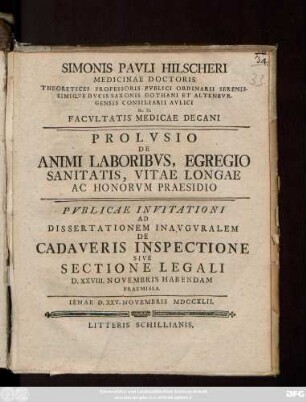 SIMONIS PAVLI HILSCHERI
MEDICINAE DOCTORIS
THEORETICES PROFESSORIS PVBLICI ORDINARII SERENIS-
SIMIQVE DVCIS SAXONIS GOTHANI ET ALTENBVR-
GENSIS CONSILIARII AVLICI
FACVLTATIS MEDICAE DECANI
PROLVSIO
DE
ANIMI LABORIBVS, EGREGIO
SANITATIS, VITAE LONGAE
AC HONORVM PRAESIDIO
PVBLICAE INVITATIONI
AD
DISSERTATIONEM INAVGVRALEM
DE
CADAVERIS INSPECTIONE
SIVE
SECTIONE LEGALI
D. XXVIII. NOVEMBRIS HABENDAM
PRAEMISSA.
IENAE D. XXV. NOVEMBRIS MDCCXLII.
LITTERIS SCHILLIANIS.